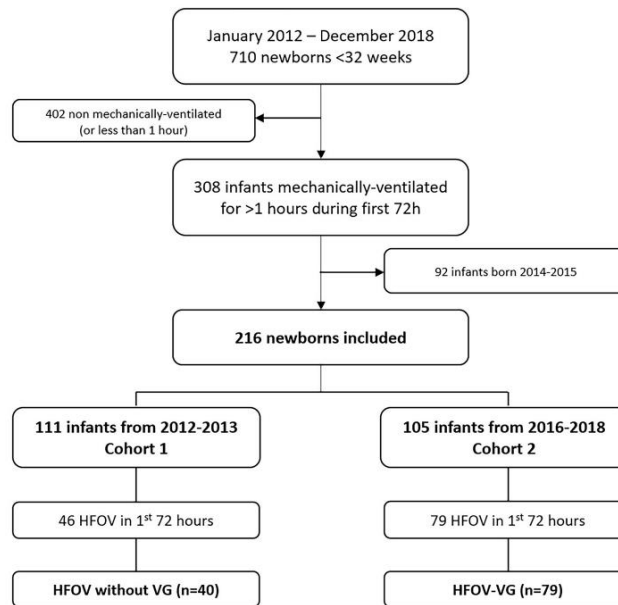 January 2012 – December 2018
710 newborns <32 weeks
402 non mechanically-ventilated
(or less than 1 hour)
308 infants mechanically-ventilated
for >1 hours during first 72h
92 infants born 2014-2015
216 newborns included
111 infants from 2012-2013
Cohort 1
105 infants from 2016-2018
Cohort 2
46 HFOV in 1st 72 hours
79 HFOV in 1st 72 hours
HFOV without VG (n=40)
HFOV-VG (n=79)